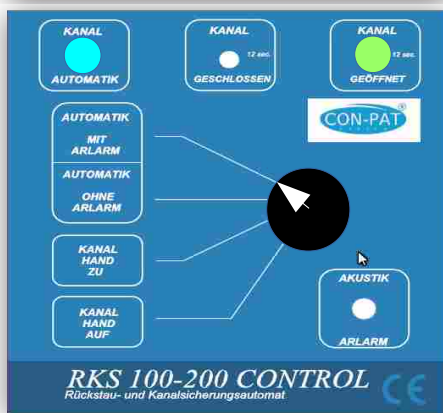 KANAL
AUTOMATIK
KANAL
12 sec.
GESCHLOSSEN
KANAL
12 sec.
GEÖFFNET
AUTOMATIK
MIT
ARLARM
AUTOMATIK
OHNE
ARLARM
KANAL
HAND
ZU
KANAL
HAND
AUF
CON-PAT
AKUSTIK
ARLARM
RKS 100-200 CONTROL
Rückstau- und Kanalsicherungsautomat
CE